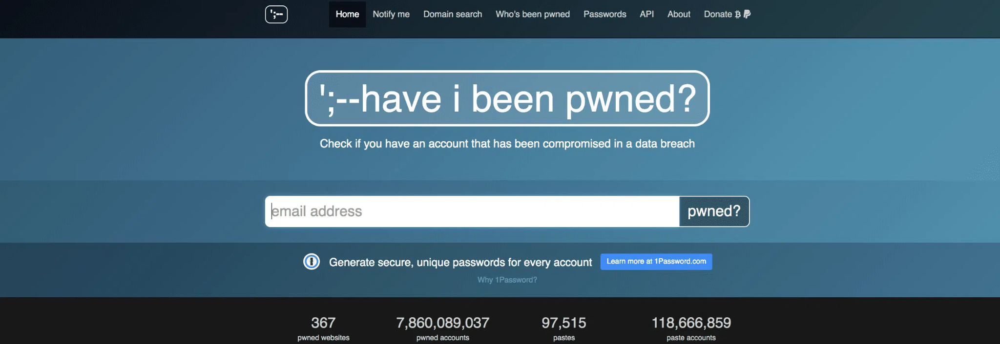 ';-- Home Notify me Domain search Who's been pwned Passwords API About Donate
';--have i been pwned?
Check if you have an account that has been compromised in a data breach
email address pwned?
Generate secure, unique passwords for every account Learn more at 1Password.com
Why 1Password?
367 7,860,089,037 97,515 118,666,859
pwned websites pwned accounts pastes paste accounts